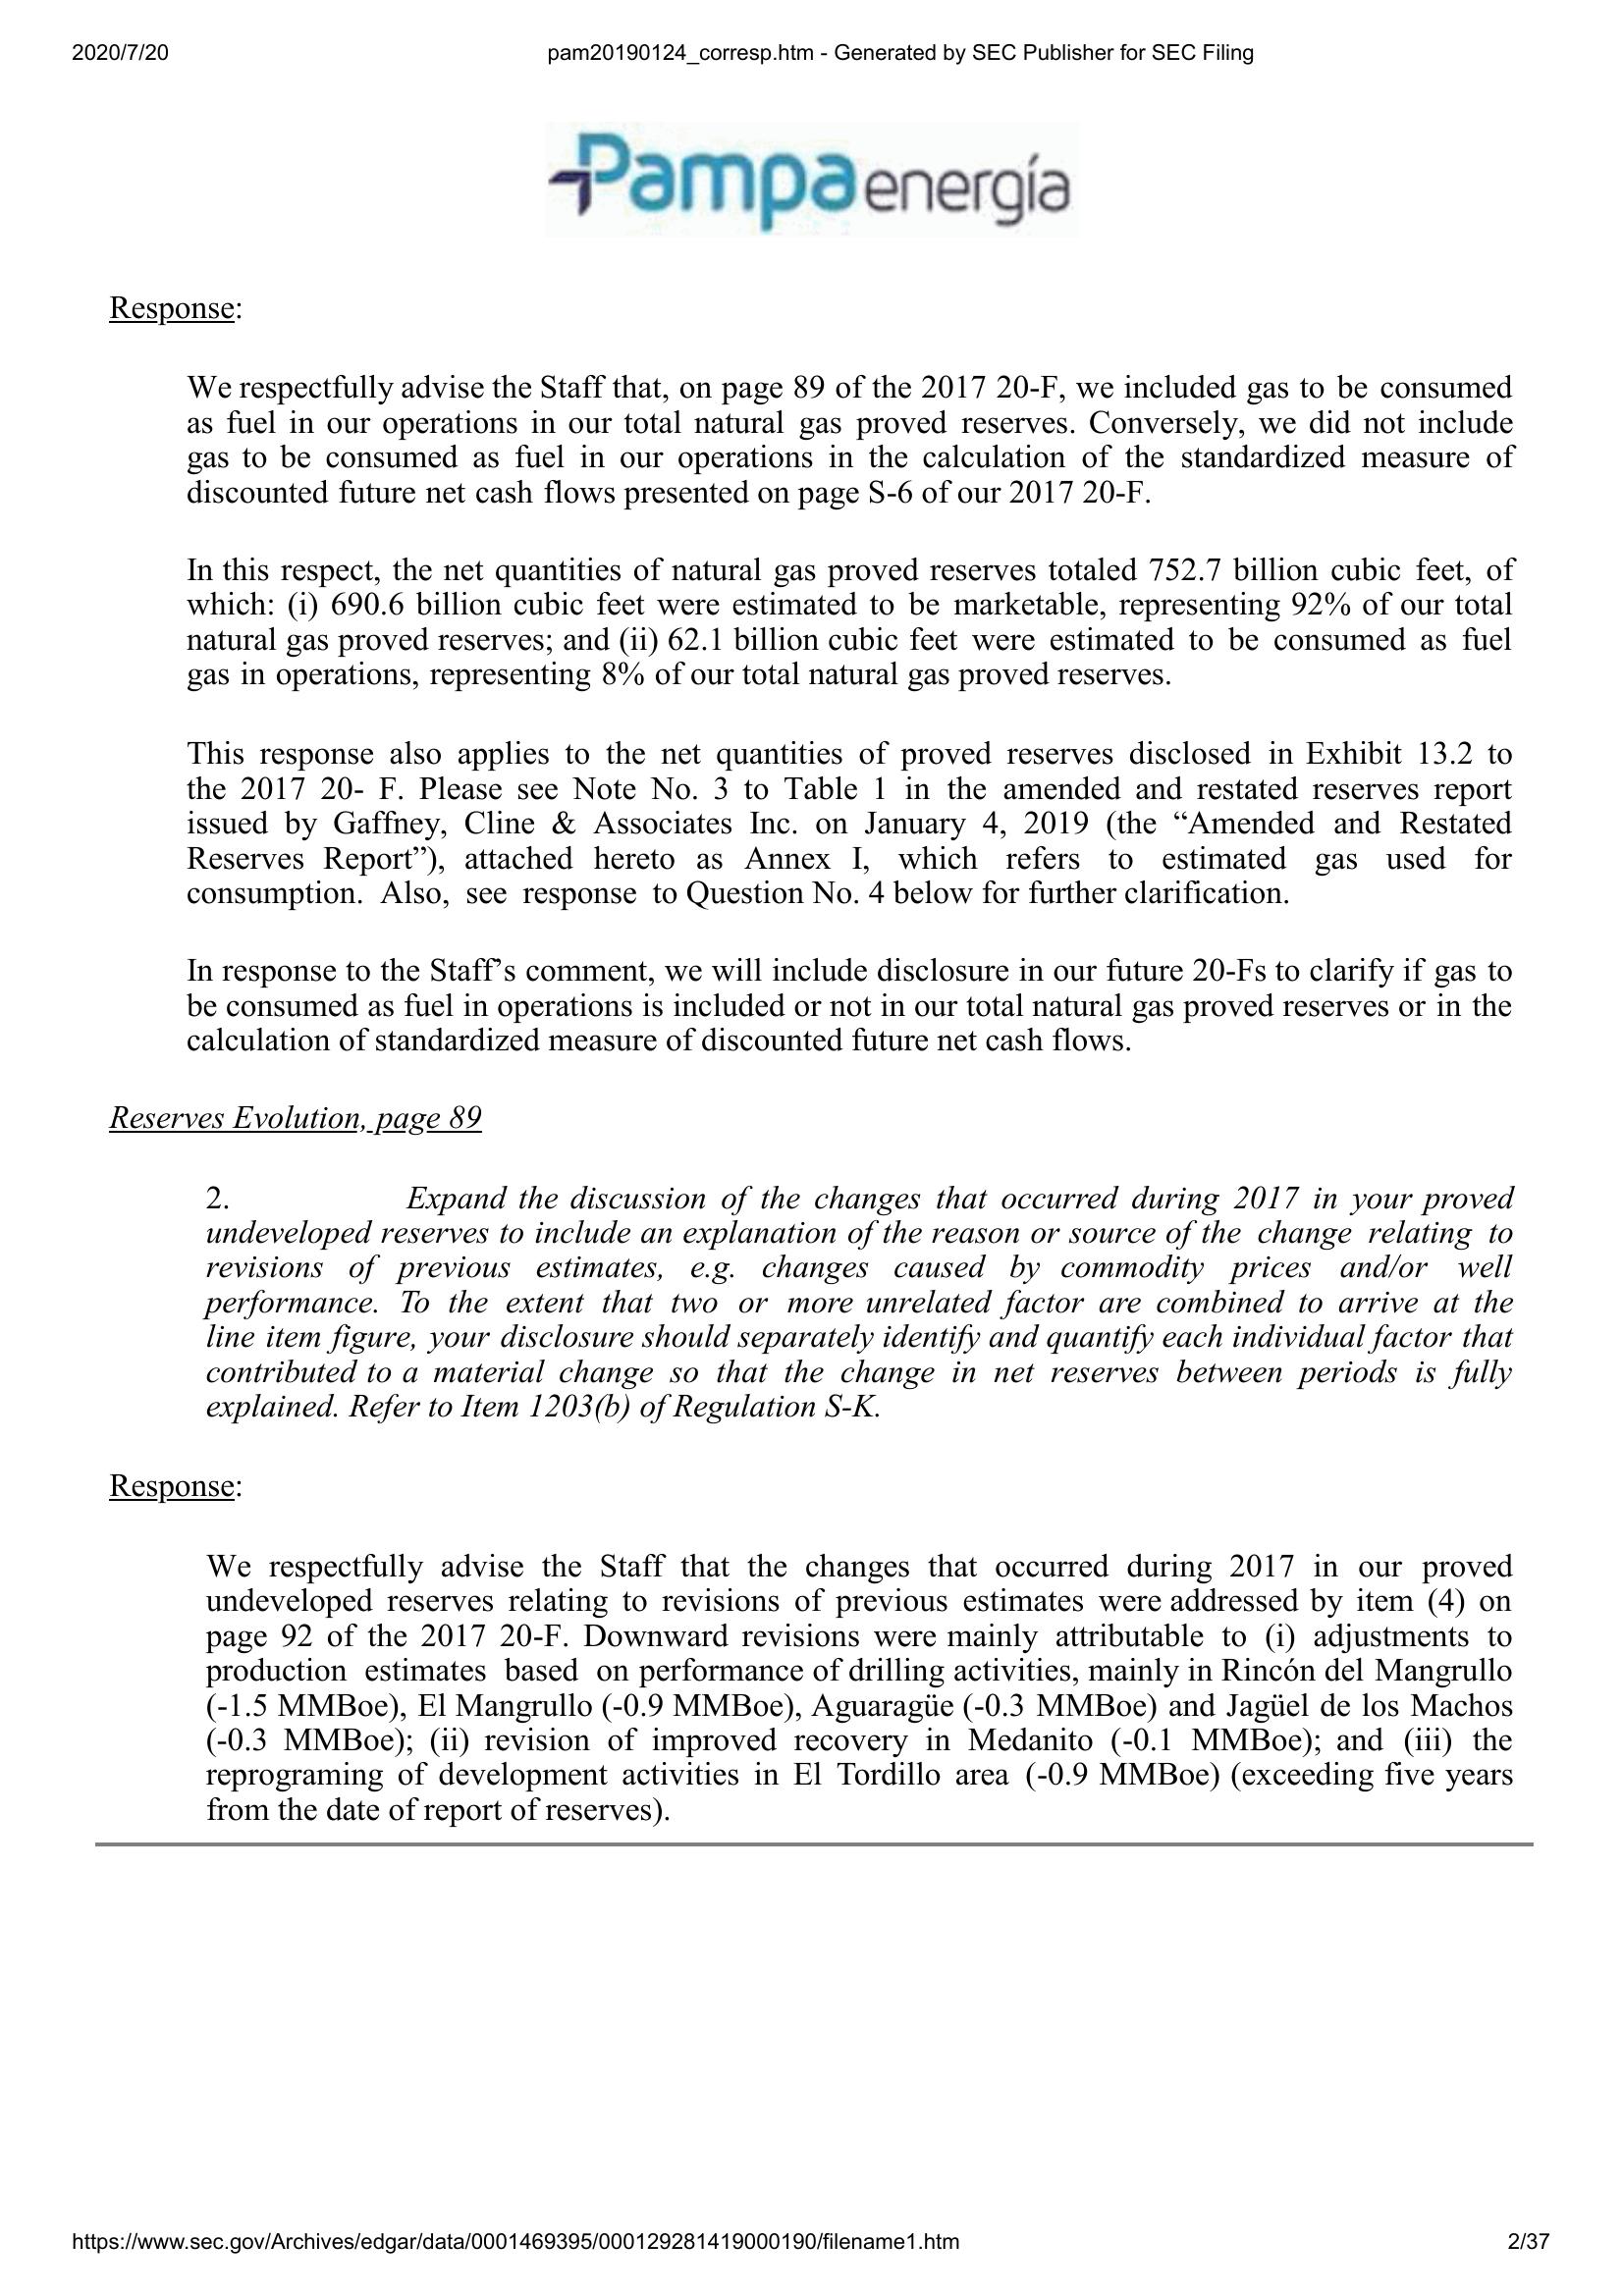 2020/7/20 pam20190124_corresp.htm - Generated by SEC Publisher for SEC Filing
Pampa energía
Response:
We respectfully advise the Staff that, on page 89 of the 2017 20-F, we included gas to be consumed
as fuel in our operations in our total natural gas proved reserves. Conversely, we did not include
gas to be consumed as fuel in our operations in the calculation of the standardized measure of
discounted future net cash flows presented on page S-6 of our 2017 20-F.
In this respect, the net quantities of natural gas proved reserves totaled 752.7 billion cubic feet, of
which: (i) 690.6 billion cubic feet were estimated to be marketable, representing 92% of our total
natural gas proved reserves; and (ii) 62.1 billion cubic feet were estimated to be consumed as fuel
gas in operations, representing 8% of our total natural gas proved reserves.
This response also applies to the net quantities of proved reserves disclosed in Exhibit 13.2 to
the 2017 20- F. Please see Note No. 3 to Table 1 in the amended and restated reserves report
issued by Gaffney, Cline & Associates Inc. on January 4, 2019 (the “Amended and Restated
Reserves Report”), attached hereto as Annex I, which refers to estimated gas used for
consumption. Also, see response to Question No. 4 below for further clarification.
In response to the Staff’s comment, we will include disclosure in our future 20-Fs to clarify if gas to
be consumed as fuel in operations is included or not in our total natural gas proved reserves or in the
calculation of standardized measure of discounted future net cash flows.
Reserves Evolution, page 89
2. Expand the discussion of the changes that occurred during 2017 in your proved
undeveloped reserves to include an explanation of the reason or source of the change relating to
revisions of previous estimates, e.g. changes caused by commodity prices and/or well
performance. To the extent that two or more unrelated factor are combined to arrive at the
line item figure, your disclosure should separately identify and quantify each individual factor that
contributed to a material change so that the change in net reserves between periods is fully
explained. Refer to Item 1203(b) of Regulation S-K.
Response:
We respectfully advise the Staff that the changes that occurred during 2017 in our proved
undeveloped reserves relating to revisions of previous estimates were addressed by item (4) on
page 92 of the 2017 20-F. Downward revisions were mainly attributable to (i) adjustments to
production estimates based on performance of drilling activities, mainly in Rincón del Mangrullo
(-1.5 MMBoe), El Mangrullo (-0.9 MMBoe), Aguaragüe (-0.3 MMBoe) and Jagüel de los Machos
(-0.3 MMBoe); (ii) revision of improved recovery in Medanito (-0.1 MMBoe); and (iii) the
reprograming of development activities in El Tordillo area (-0.9 MMBoe) (exceeding five years
from the date of report of reserves).
https://www.sec.gov/Archives/edgar/data/0001469395/000129281419000190/filename1.htm 2/37